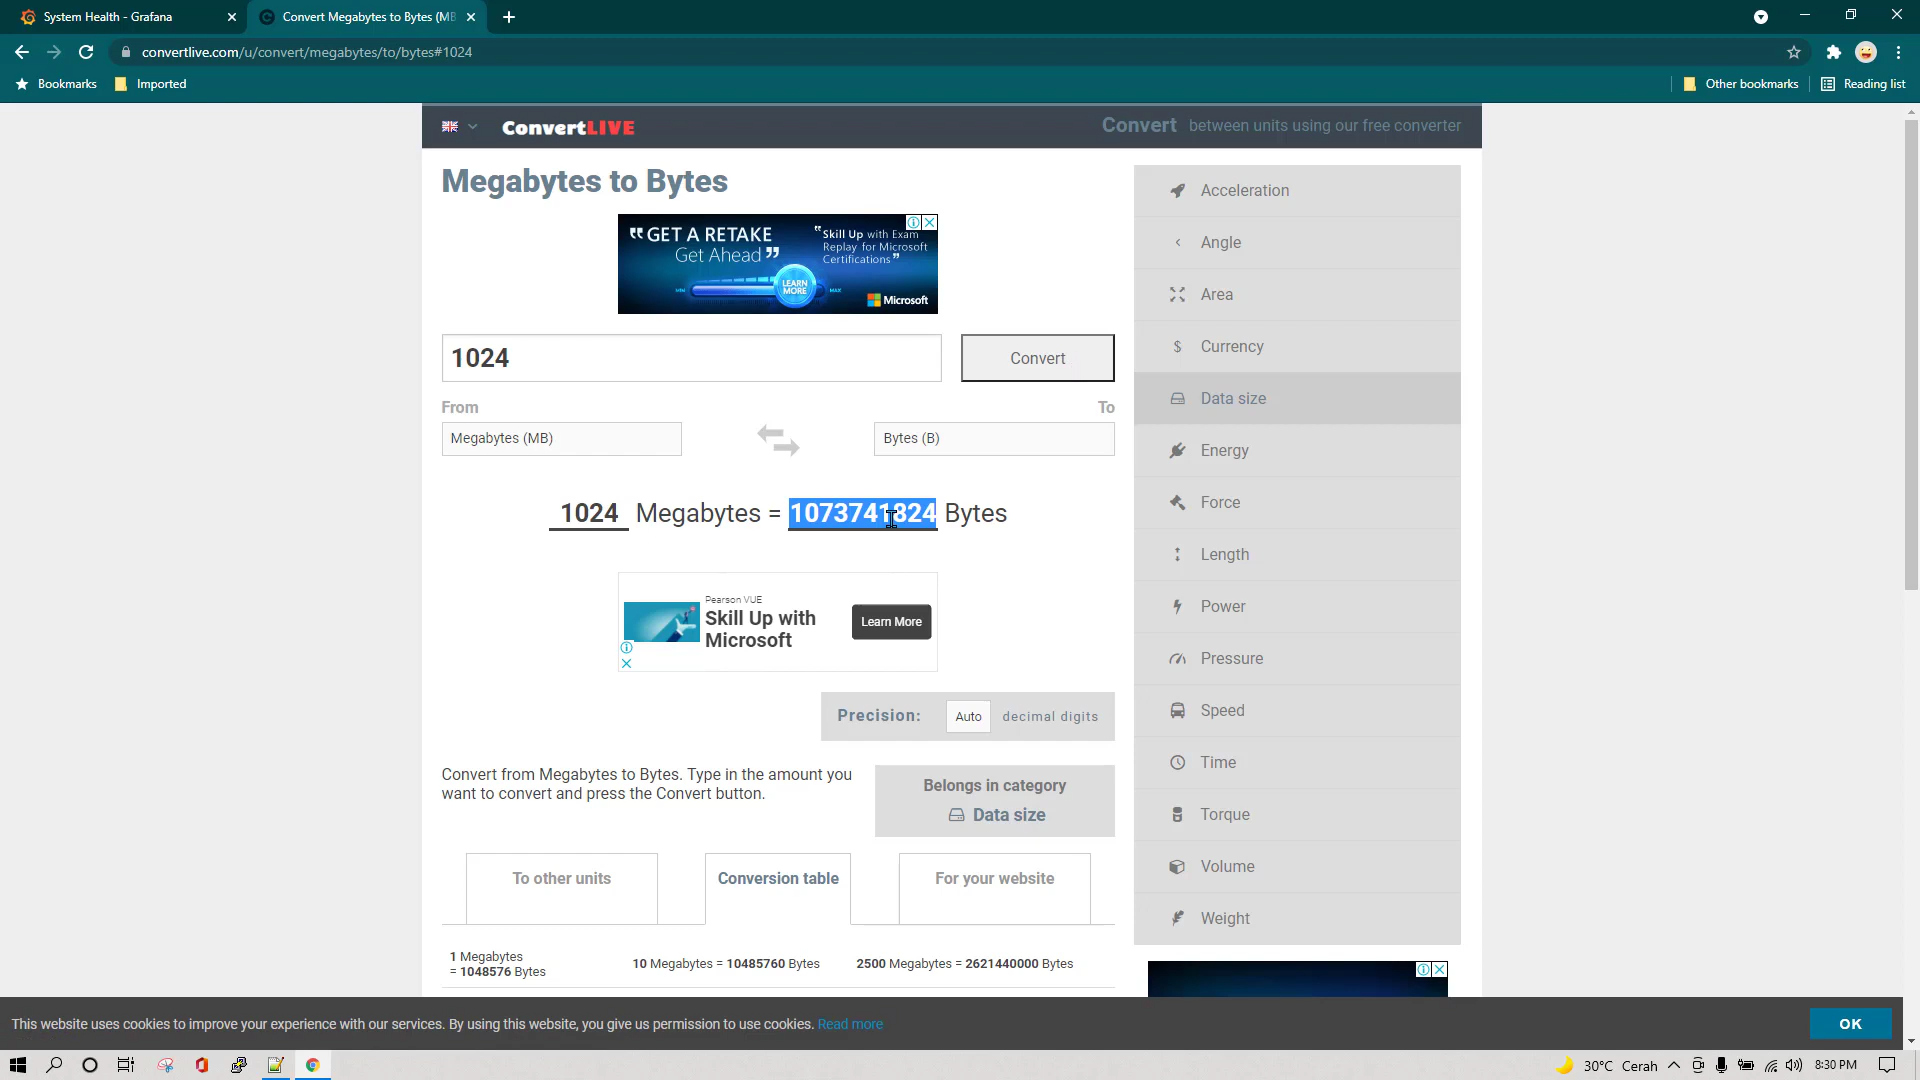 System Health - Grafana
Convert Megabytes to Bytes (MB
convertlive.com/u/convert/megabytes/to/bytes#1024
Bookmarks
Imported
Other bookmarks
Reading list
ConvertLIVE
Convert between units using our free converter
Megabytes to Bytes
"GET A RETAKE
Get Ahead"
"Skill Up with Exam
Replay for Microsoft
Certifications"
LEARN
MORE
MIN
MAX
Microsoft
1024
Convert
From
To
Megabytes (MB)
Bytes (B)
1024 Megabytes = 1073741824 Bytes
Pearson VUE
Skill Up with
Microsoft
Learn More
Precision: Auto decimal digits
Convert from Megabytes to Bytes. Type in the amount you
want to convert and press the Convert button.
Belongs in category
Data size
To other units
Conversion table
For your website
1 Megabytes
= 1048576 Bytes
10 Megabytes = 10485760 Bytes
2500 Megabytes = 2621440000 Bytes
Acceleration
Angle
Area
$ Currency
Data size
Energy
Force
Length
Power
Pressure
Speed
Time
Torque
Volume
Weight
This website uses cookies to improve your experience with our services. By using this website, you give us permission to use cookies. Read more
OK
30°C Cerah
8:30 PM